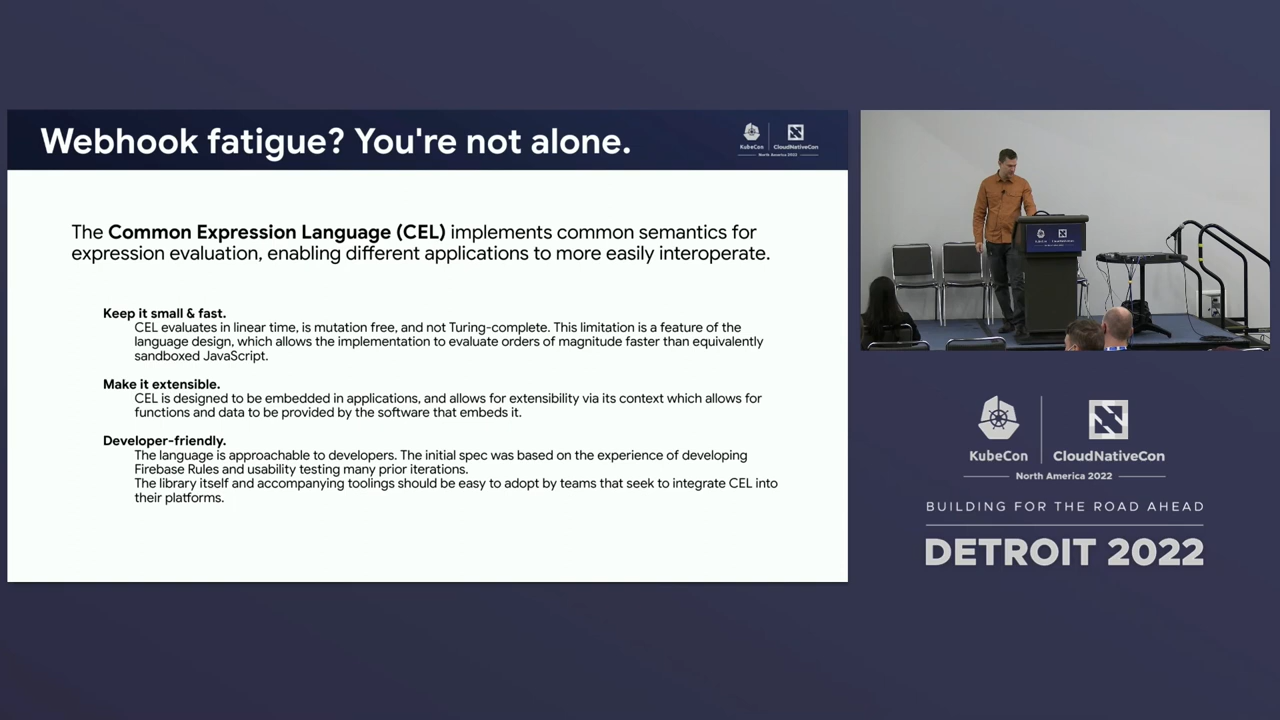 Webhook fatigue? You're not alone.
KubeCon
CloudNativeCon
North America 2022
The Common Expression Language (CEL) implements common semantics for
expression evaluation, enabling different applications to more easily interoperate.
Keep it small & fast.
CEL evaluates in linear time, is mutation free, and not Turing-complete. This limitation is a feature of the
language design, which allows the implementation to evaluate orders of magnitude faster than equivalently
sandboxed JavaScript.
Make it extensible.
CEL is designed to be embedded in applications, and allows for extensibility via its context which allows for
functions and data to be provided by the software that embeds it.
Developer-friendly.
The language is approachable to developers. The initial spec was based on the experience of developing
Firebase Rules and usability testing many prior iterations.
The library itself and accompanying toolings should be easy to adopt by teams that seek to integrate CEL into
their platforms.
KubeCon
CloudNativeCon
North America 2022
BUILDING FOR THE ROAD AHEAD
DETROIT 2022